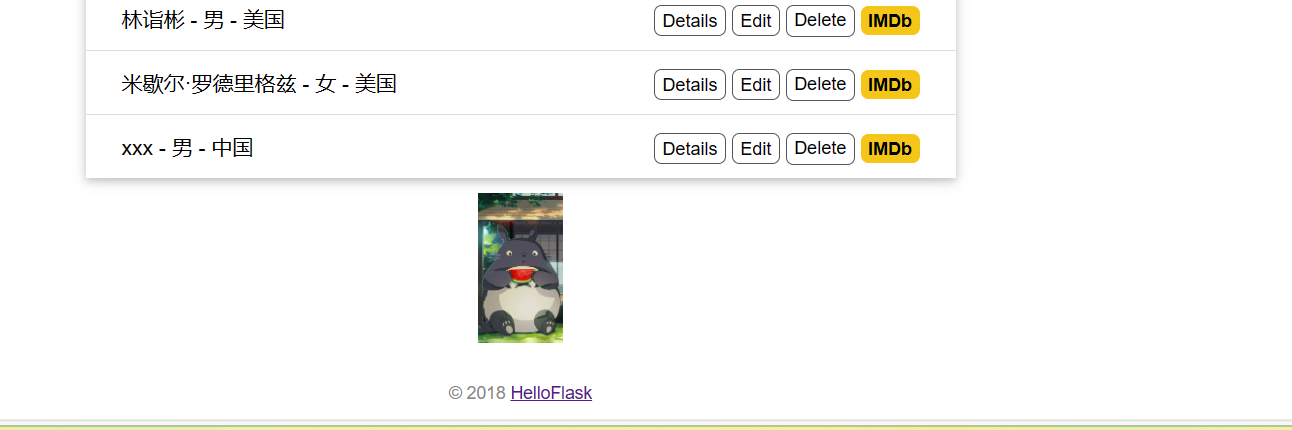 林诣彬 - 男 - 美国 Details Edit Delete IMDb
米歇尔·罗德里格兹 - 女 - 美国 Details Edit Delete IMDb
xxx - 男 - 中国 Details Edit Delete IMDb
© 2018 HelloFlask